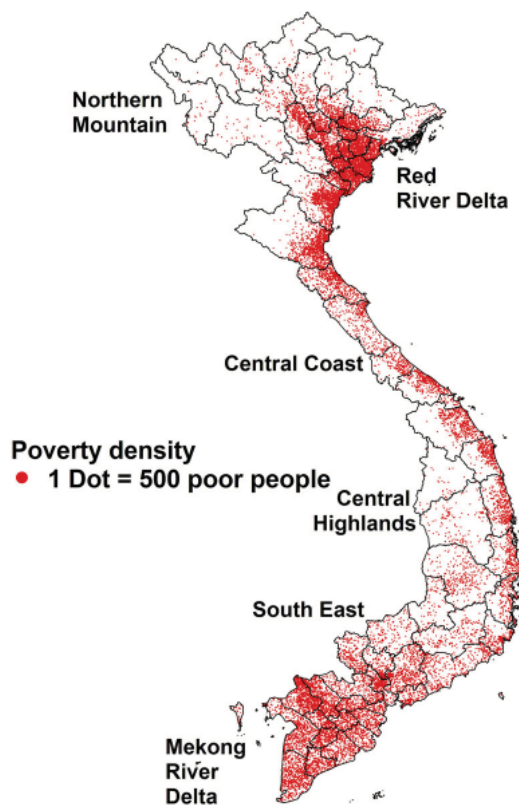 Northern
Mountain
Red
River Delta
Central Coast
Poverty density
1 Dot = 500 poor people
Central
Highlands
South East
Mekong
River
Delta